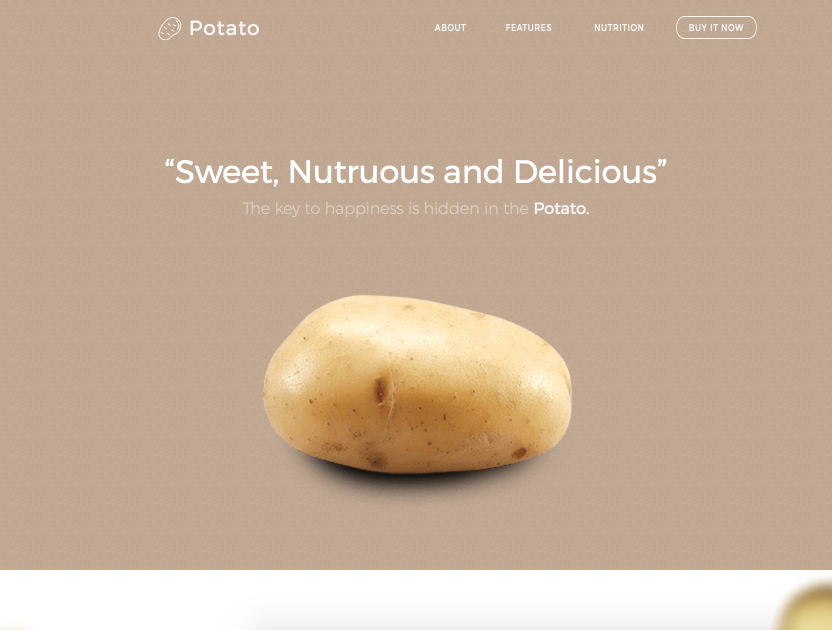 Potato
ABOUT FEATURES NUTRITION BUY IT NOW
“Sweet, Nutruous and Delicious”
The key to happiness is hidden in the Potato.